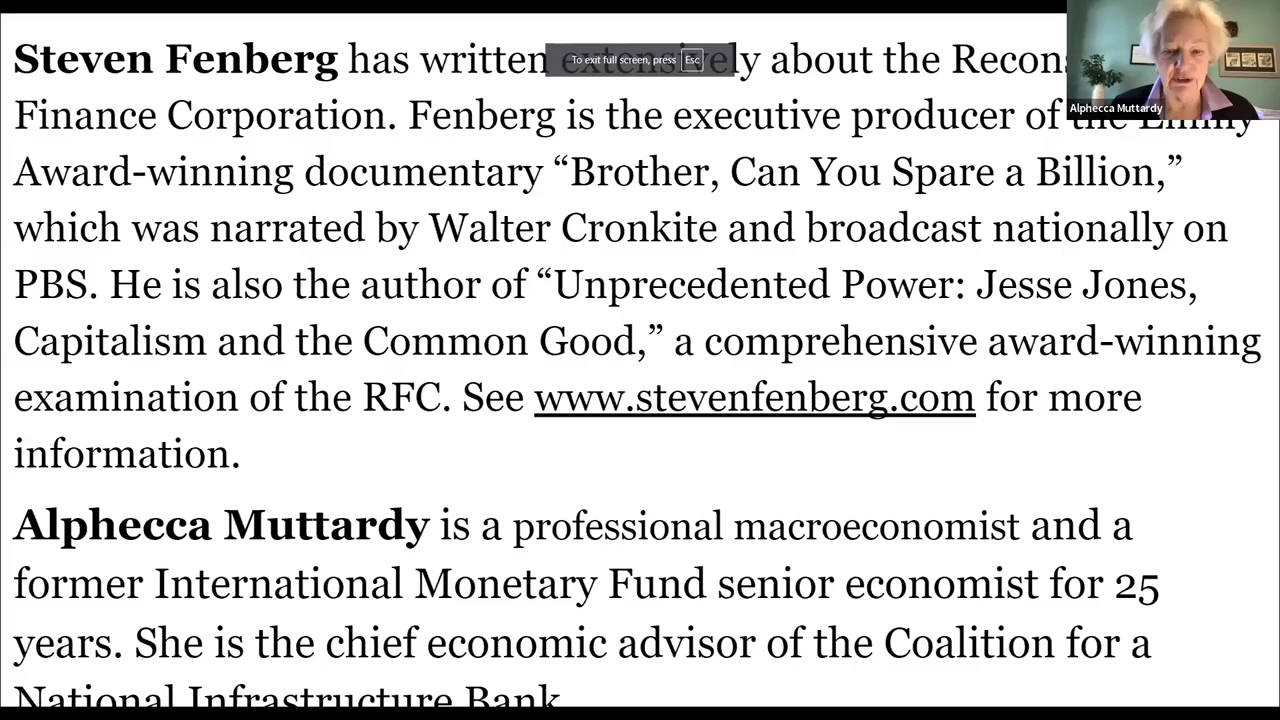 Steven Fenberg has written extensively about the
To exit full screen, press Esc
Alphecca Muttardy
Finance Corporation. Fenberg is the executive producer of the Emmy
Award-winning documentary “Brother, Can You Spare a Billion,”
which was narrated by Walter Cronkite and broadcast nationally on
PBS. He is also the author of “Unprecedented Power: Jesse Jones,
Capitalism and the Common Good,” a comprehensive award-winning
examination of the RFC. See www.stevenfenberg.com for more
information.
Alphecca Muttardy is a professional macroeconomist and a
former International Monetary Fund senior economist for 25
years. She is the chief economic advisor of the Coalition for a
National Infrastructure Bank